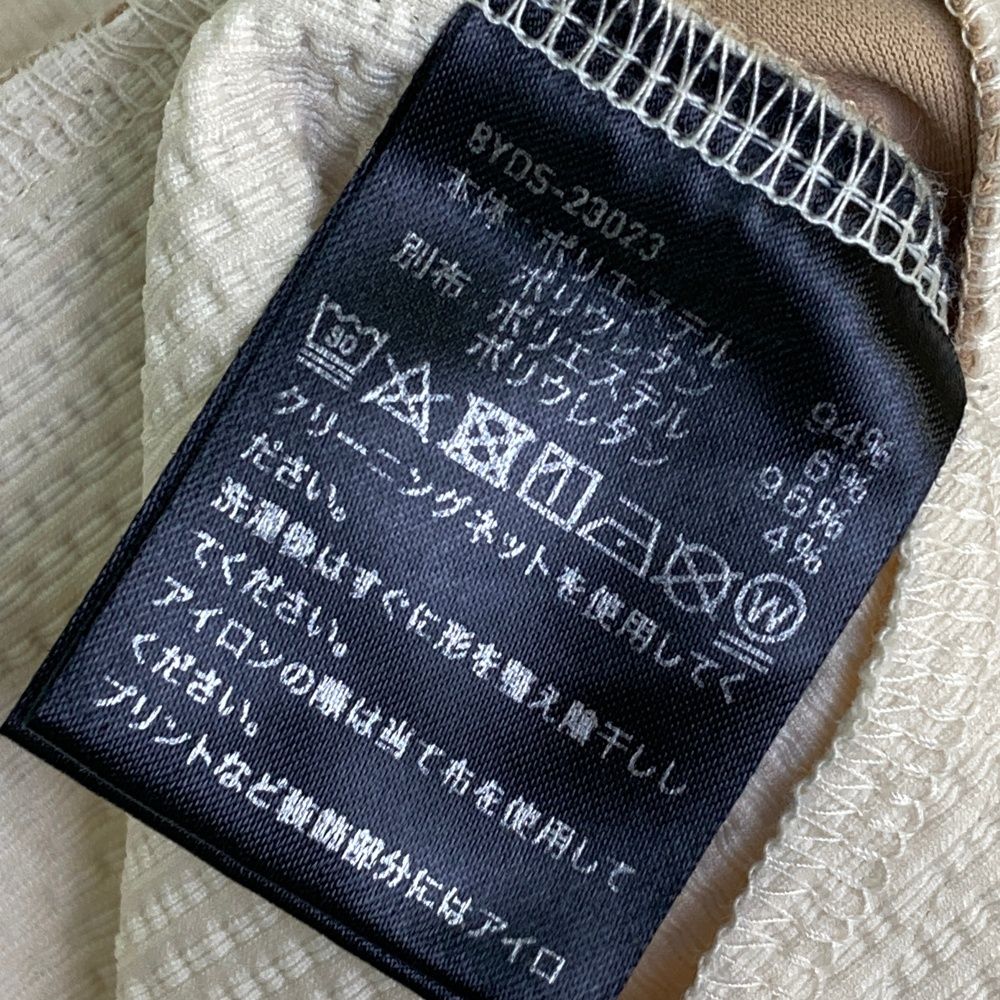 BYDS-23073
本体 ポリエステル 94%
ポリウレタン 6%
別布 ポリエステル 96%
ポリウレタン 4%
30
W
クリーニングネットを使用してく
ださい。
洗濯後はすぐに形を整え陰干しし
てください。
アイロンの際は当て布を使用して
ください。
プリントなど装飾部分にはアイロ